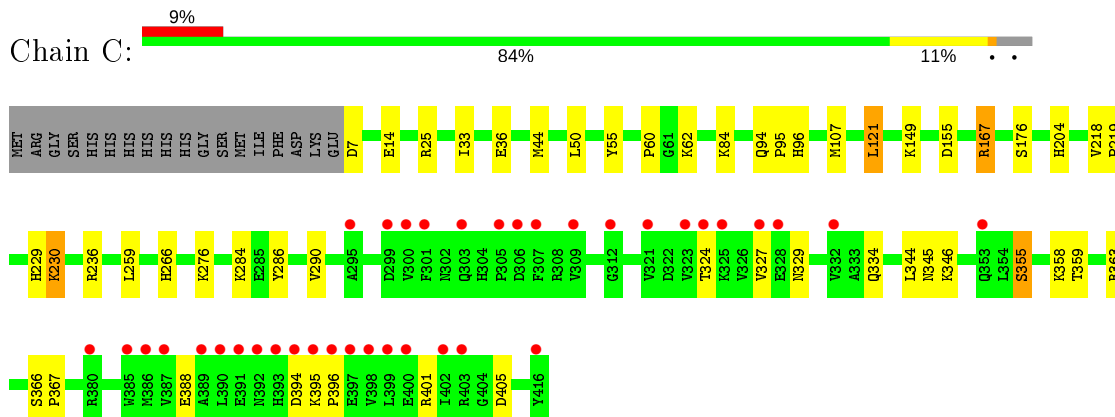 9%
Chain C:
84% 11% • •
MET ARG GLY SER HIS HIS HIS HIS HIS HIS GLY SER MET ILE PHE ASP LYS GLU D7 E14 R25 I33 E36 M44 L50 Y55 P60 G61 K62 K84 Q94 P95 H96 M107 L121 K149 D155 R167 S176 H204 V218 P219
H229 K230 R236 L259 H266 K276 K284 E285 Y286 V290 A295 D299 V300 F301 N302 Q303 H304 P305 D306 F307 R308 V309 G312 V321 D322 V323 T324 K325 V326 V327 E328 N329 V332 A333 Q334 L344 N345 K346 Q353 L354 S355 K358 T359
S366 P367 R380 W385 M386 V387 E388 A389 L390 E391 N392 H393 D394 K395 P396 E397 V398 L399 E400 R401 I402 R403 G404 D405 Y416